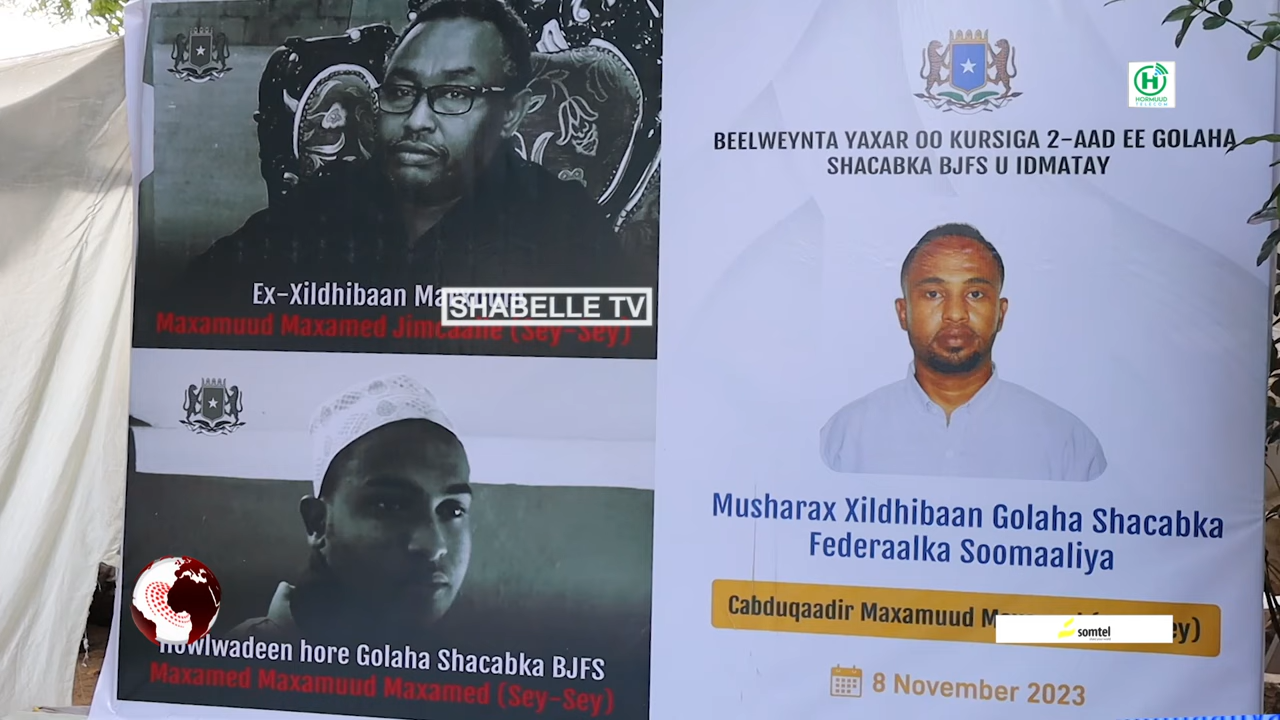 Ex-Xildhibaan
SHABELLE TV
Maxamuud Maxamed Jimcaale (Sey-Sey)
hore Golaha Shacabka BJFS
Maxamed Maxamuud Maxamed (Sey-Sey)
HORMUUD
TELECOM
BEELWEYNTA YAXAR OO KURSIGA 2-AAD EE GOLAHA
SHACABKA BJFS U IDMATAY
Musharax Xildhibaan Golaha Shacabka
Federaalka Soomaaliya
Cabduqaadir Maxamuud
somtel
8 November 2023